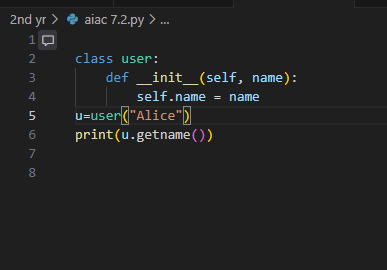 2nd yr > aiac 7.2.py > ...
1
2 class user:
3     def __init__(self, name):
4         self.name = name
5 u=user("Alice")
6 print(u.getname())
7
8